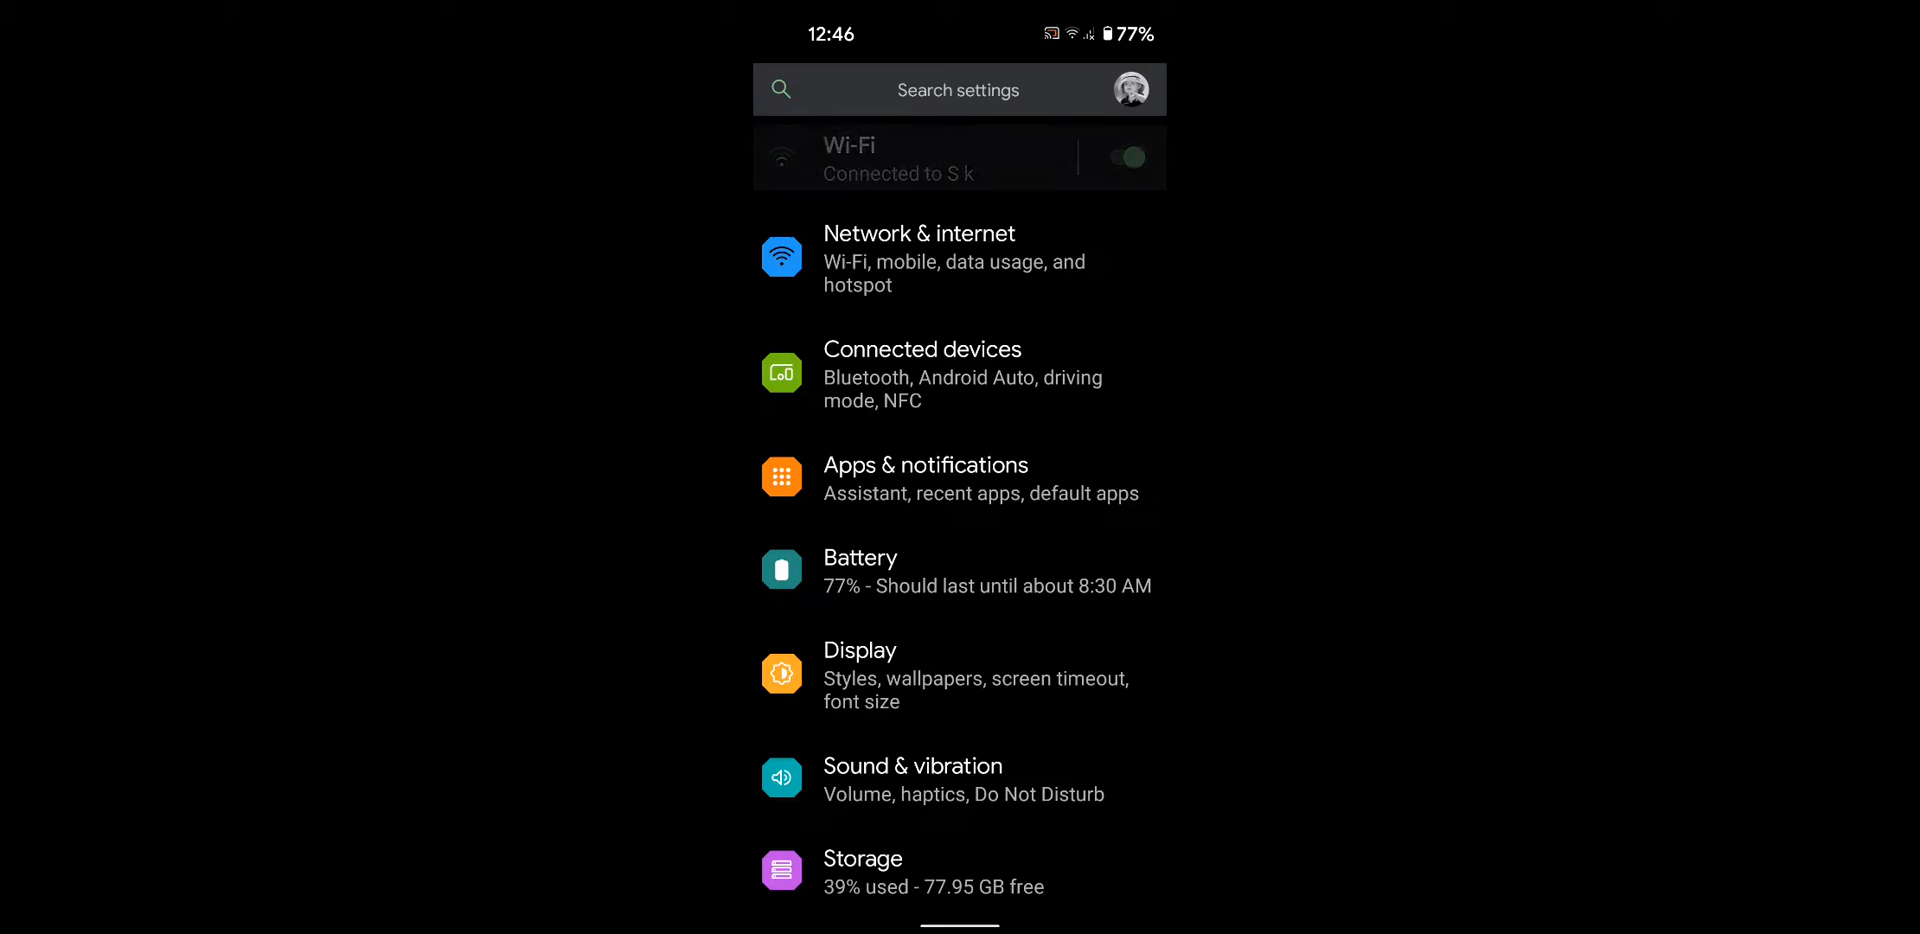 12:46
77%
Search settings
Wi-Fi
Connected to S k
Network & internet
Wi-Fi, mobile, data usage, and
hotspot
Connected devices
Bluetooth, Android Auto, driving
mode, NFC
Apps & notifications
Assistant, recent apps, default apps
Battery
77% - Should last until about 8:30 AM
Display
Styles, wallpapers, screen timeout,
font size
Sound & vibration
Volume, haptics, Do Not Disturb
Storage
39% used - 77.95 GB free